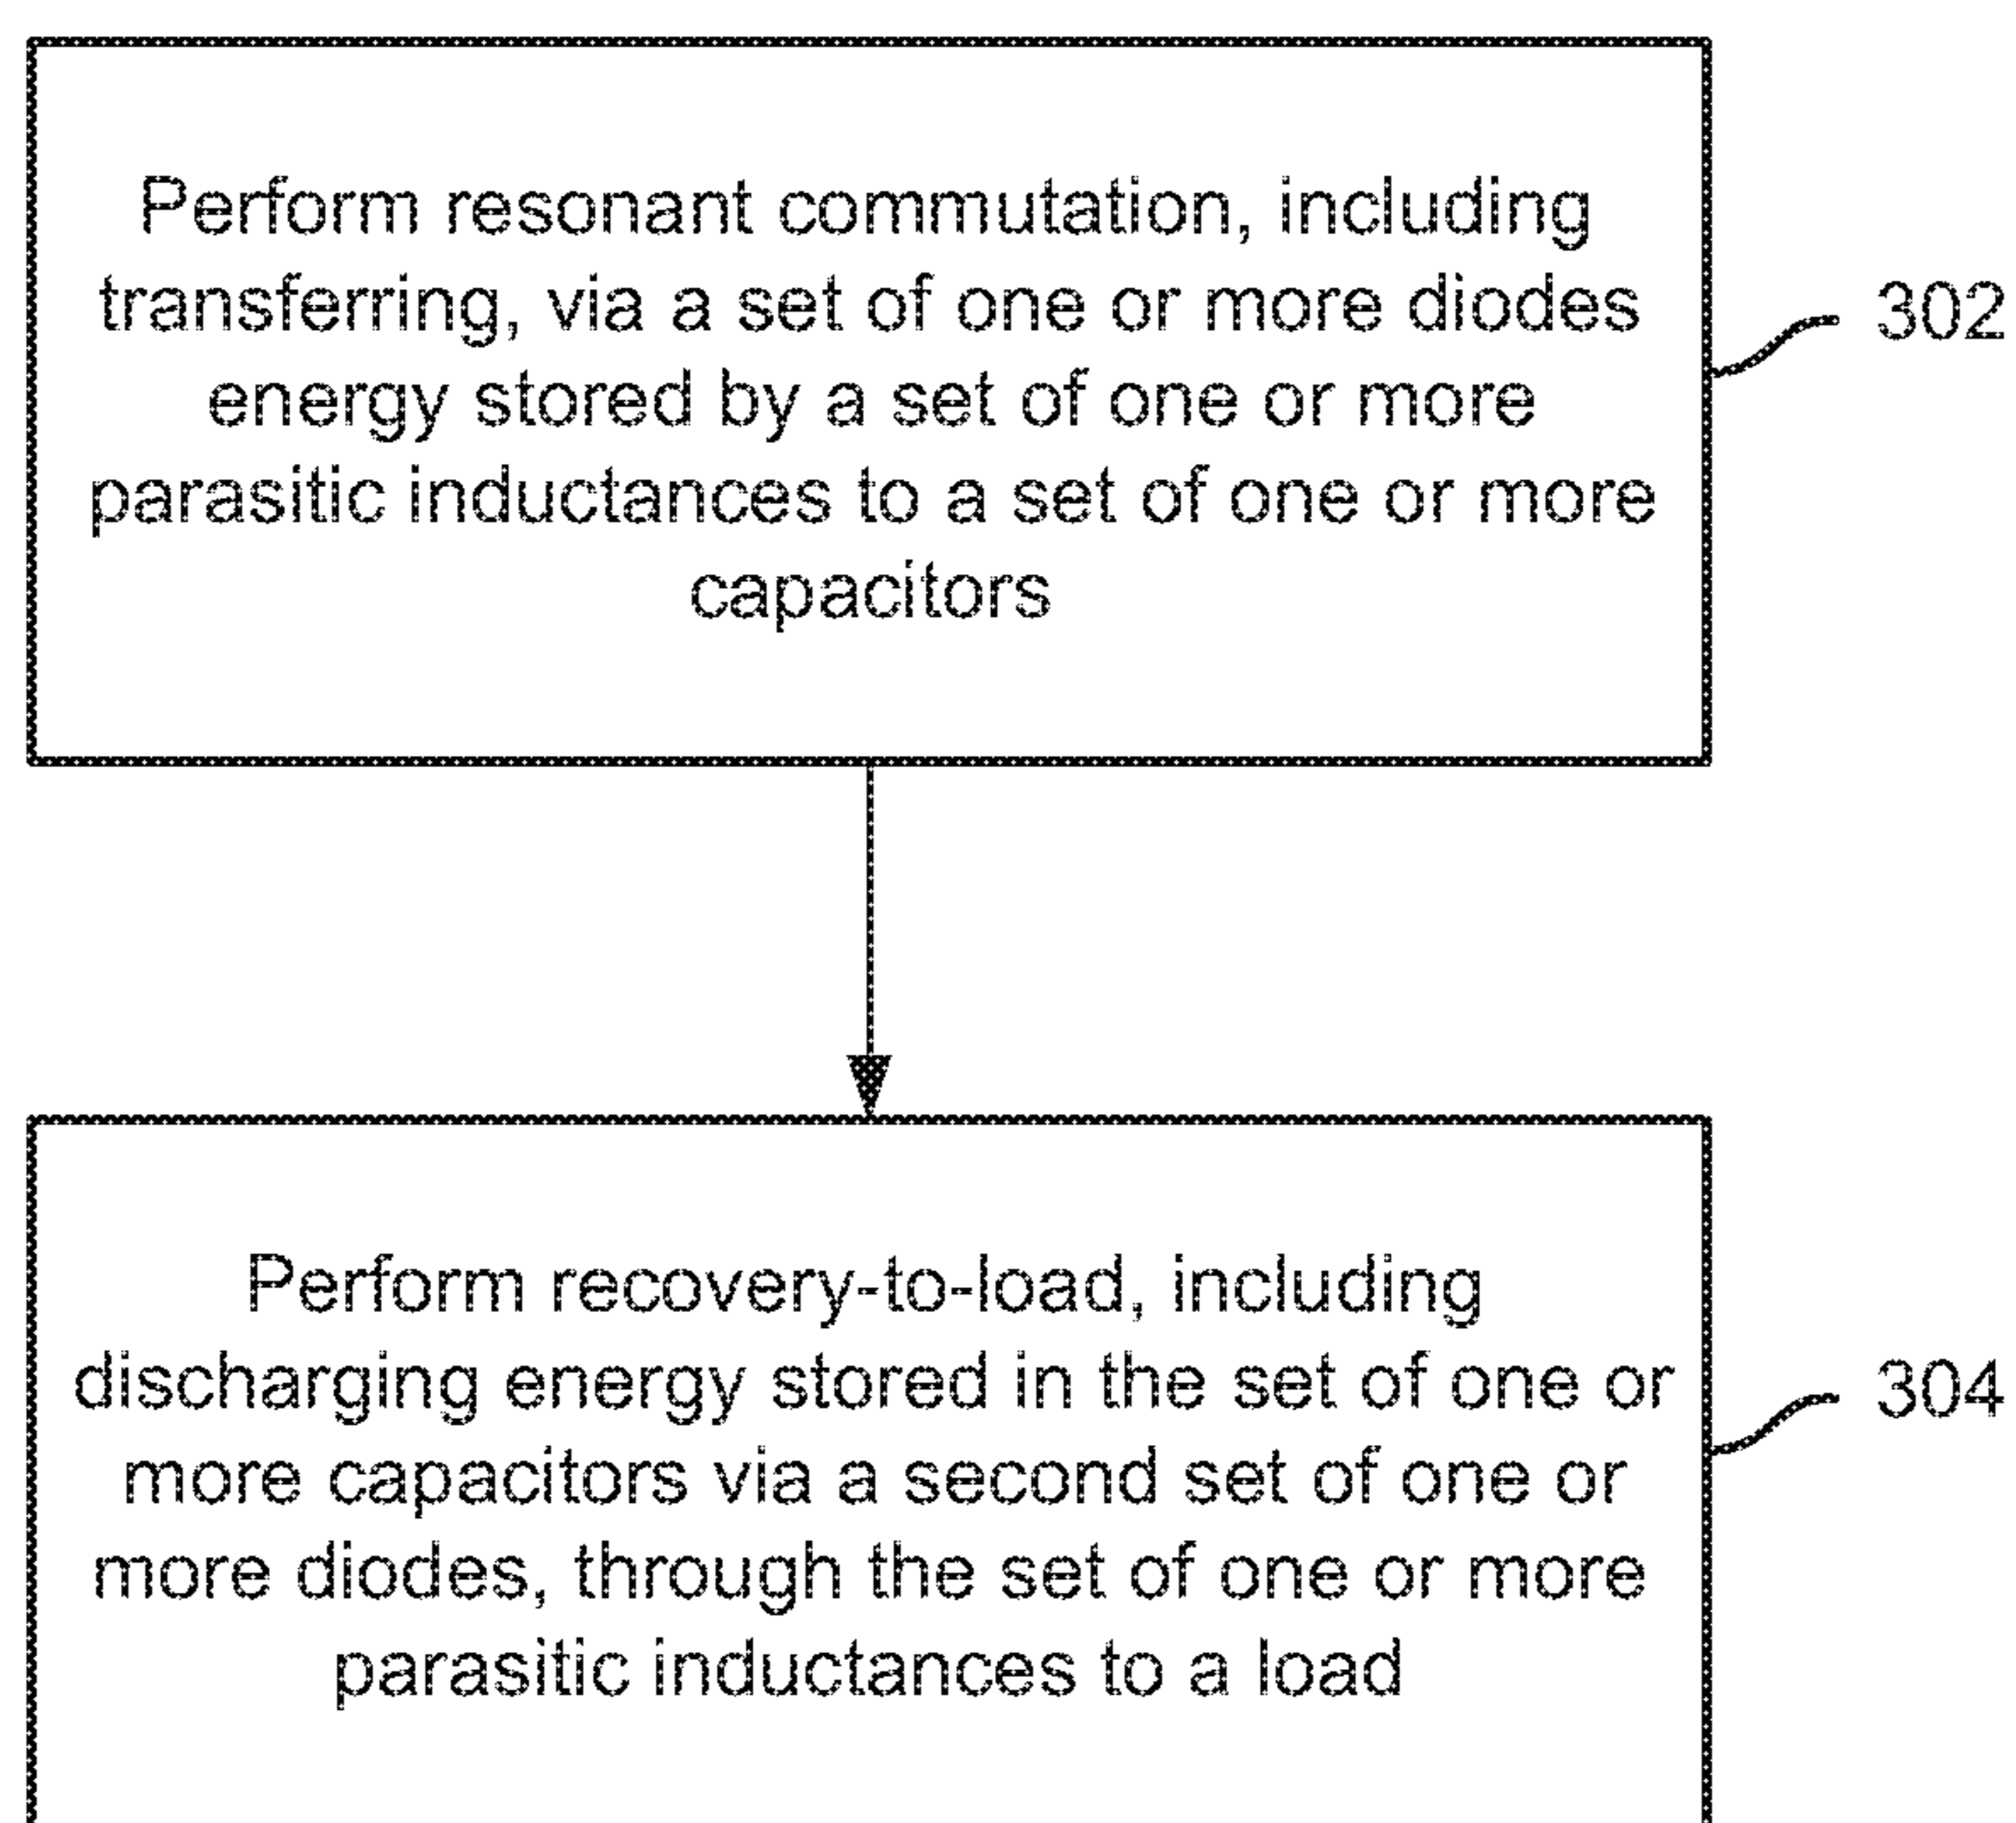 Perform resonant commutation, including
transferring, via a set of one or more diodes
energy stored by a set of one or more
parasitic inductances to a set of one or more
capacitors
302
Perform recovery-to-load, including
discharging energy stored in the set of one or
more capacitors via a second set of one or
more diodes, through the set of one or more
parasitic inductances to a load
304